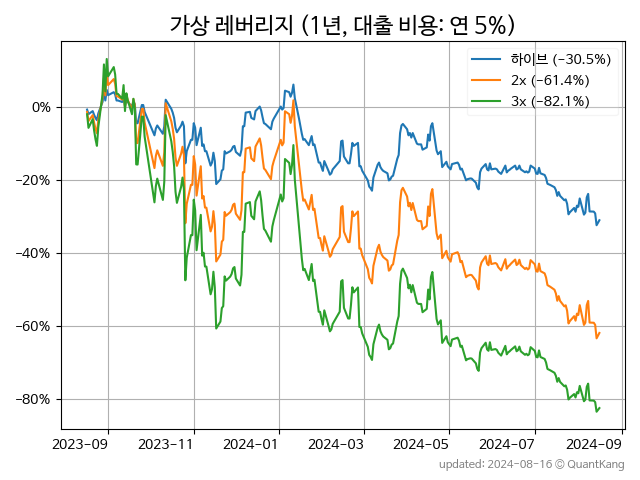 가상 레버리지 (1년, 대출 비용: 연 5%)
하이브 (−30.5%)
2x (−61.4%)
3x (−82.1%)
0%
−20%
−40%
−60%
−80%
2023-09 2023-11 2024-01 2024-03 2024-05 2024-07 2024-09
updated: 2024-08-16 © QuantKang